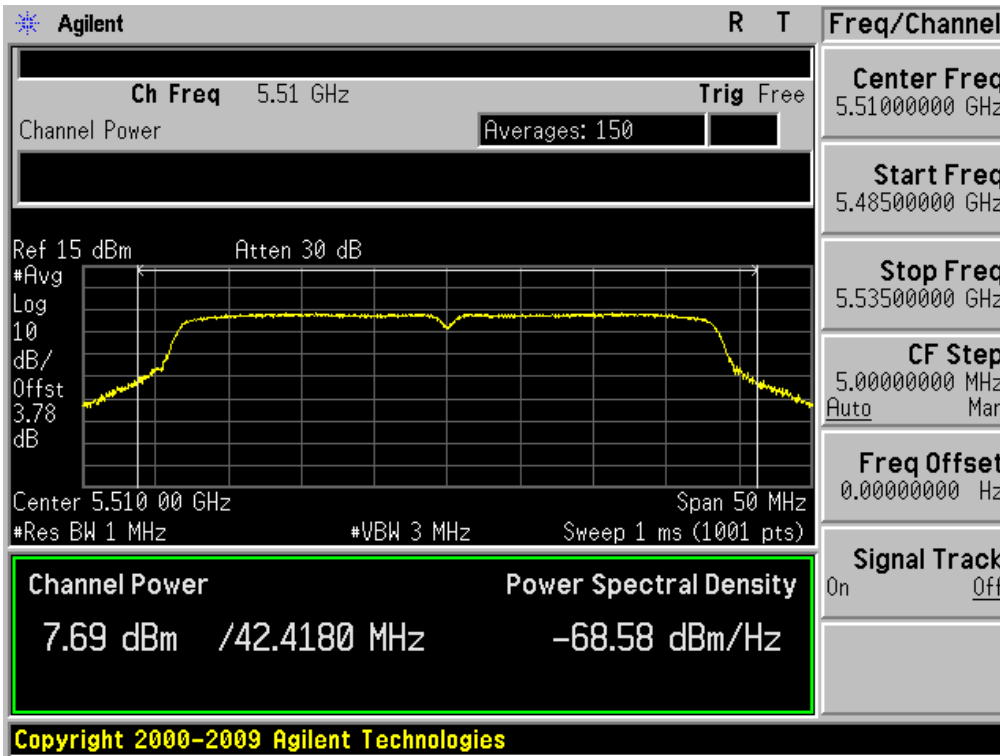 Agilent R T
Ch Freq 5.51 GHz Trig Free
Channel Power Averages: 150
Ref 15 dBm Atten 30 dB
#Avg
Log
10
dB/
Offst
3.78
dB
Center 5.510 00 GHz Span 50 MHz
#Res BW 1 MHz #VBW 3 MHz Sweep 1 ms (1001 pts)
Channel Power Power Spectral Density
7.69 dBm /42.4180 MHz -68.58 dBm/Hz
Copyright 2000-2009 Agilent Technologies
Freq/Channel
Center Freq
5.51000000 GHz
Start Freq
5.48500000 GHz
Stop Freq
5.53500000 GHz
CF Step
5.00000000 MHz
Auto Man
Freq Offset
0.00000000 Hz
Signal Track
On Off